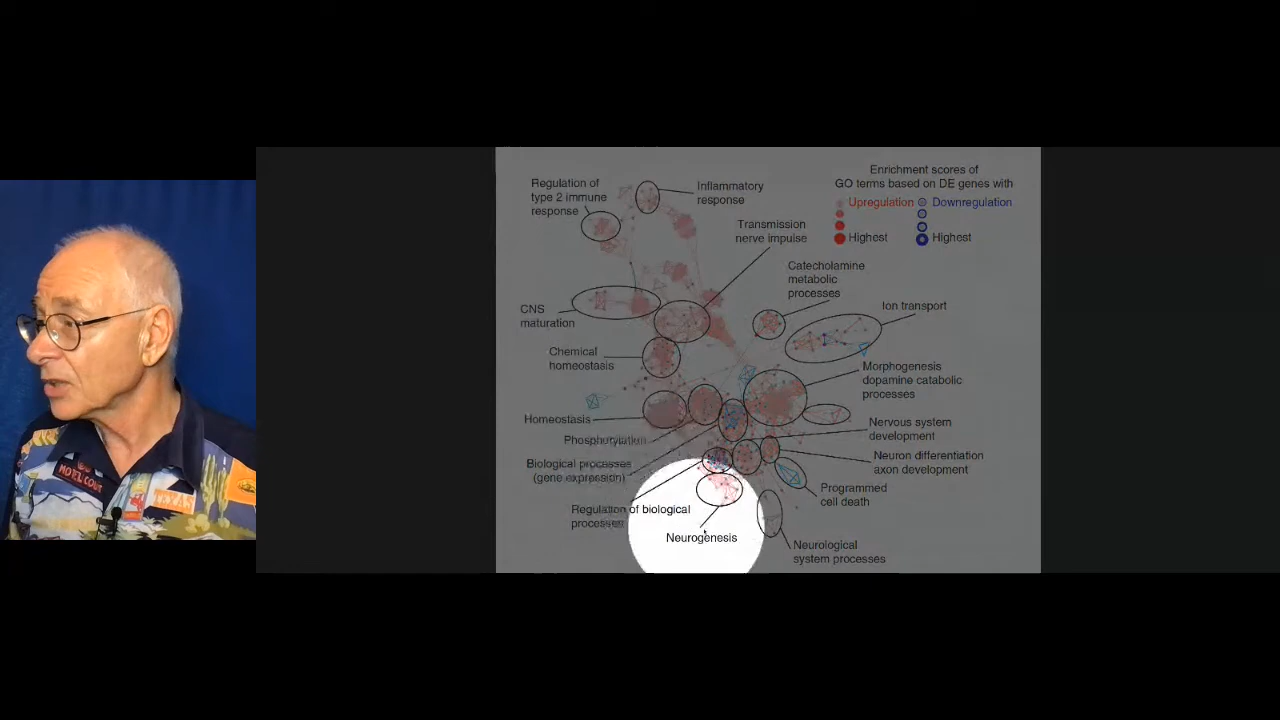 Enrichment scores of
GO terms based on DE genes with
Upregulation
Downregulation
Highest
Highest
Regulation of
type 2 immune
response
Inflammatory
response
Transmission
nerve impulse
Catecholamine
metabolic
processes
Ion transport
CNS
maturation
Chemical
homeostasis
Morphogenesis
dopamine catabolic
processes
Homeostasis
Phosphorylation
Nervous system
development
Biological processes
(gene expression)
Neuron differentiation
axon development
Programmed
cell death
Regulation of biological
processes
Neurogenesis
Neurological
system processes
MOTEL COURT
TEXAS